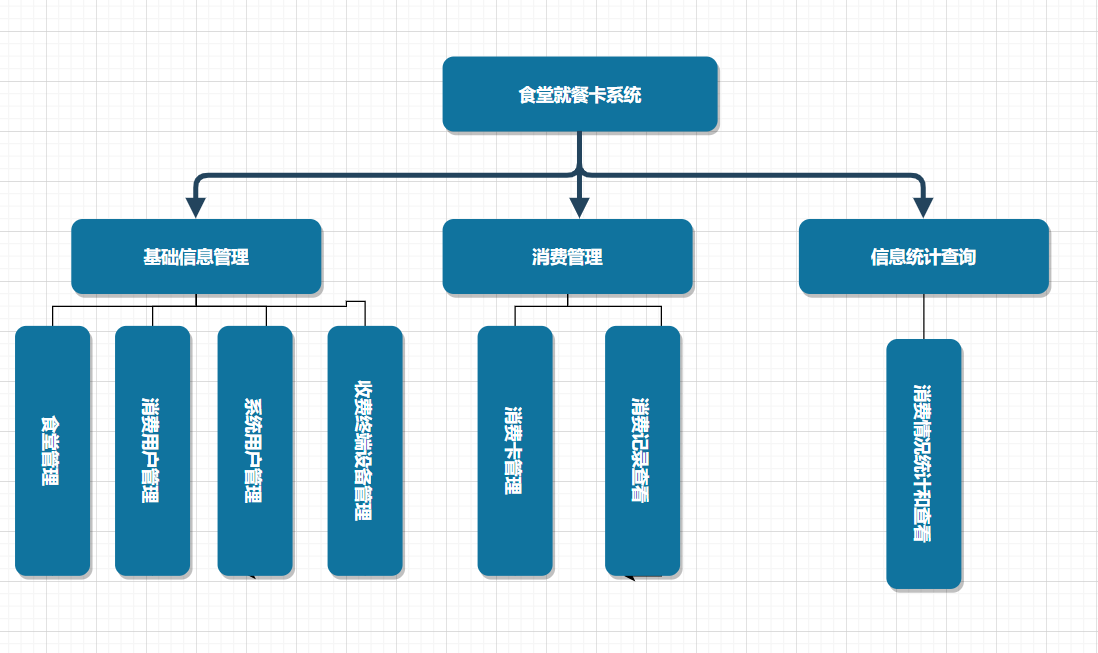 食堂就餐卡系统
基础信息管理
消费管理
信息统计查询
食堂管理
消费用户管理
系统用户管理
收费终端设备管理
消费卡管理
消费记录查看
消费情况统计和查看